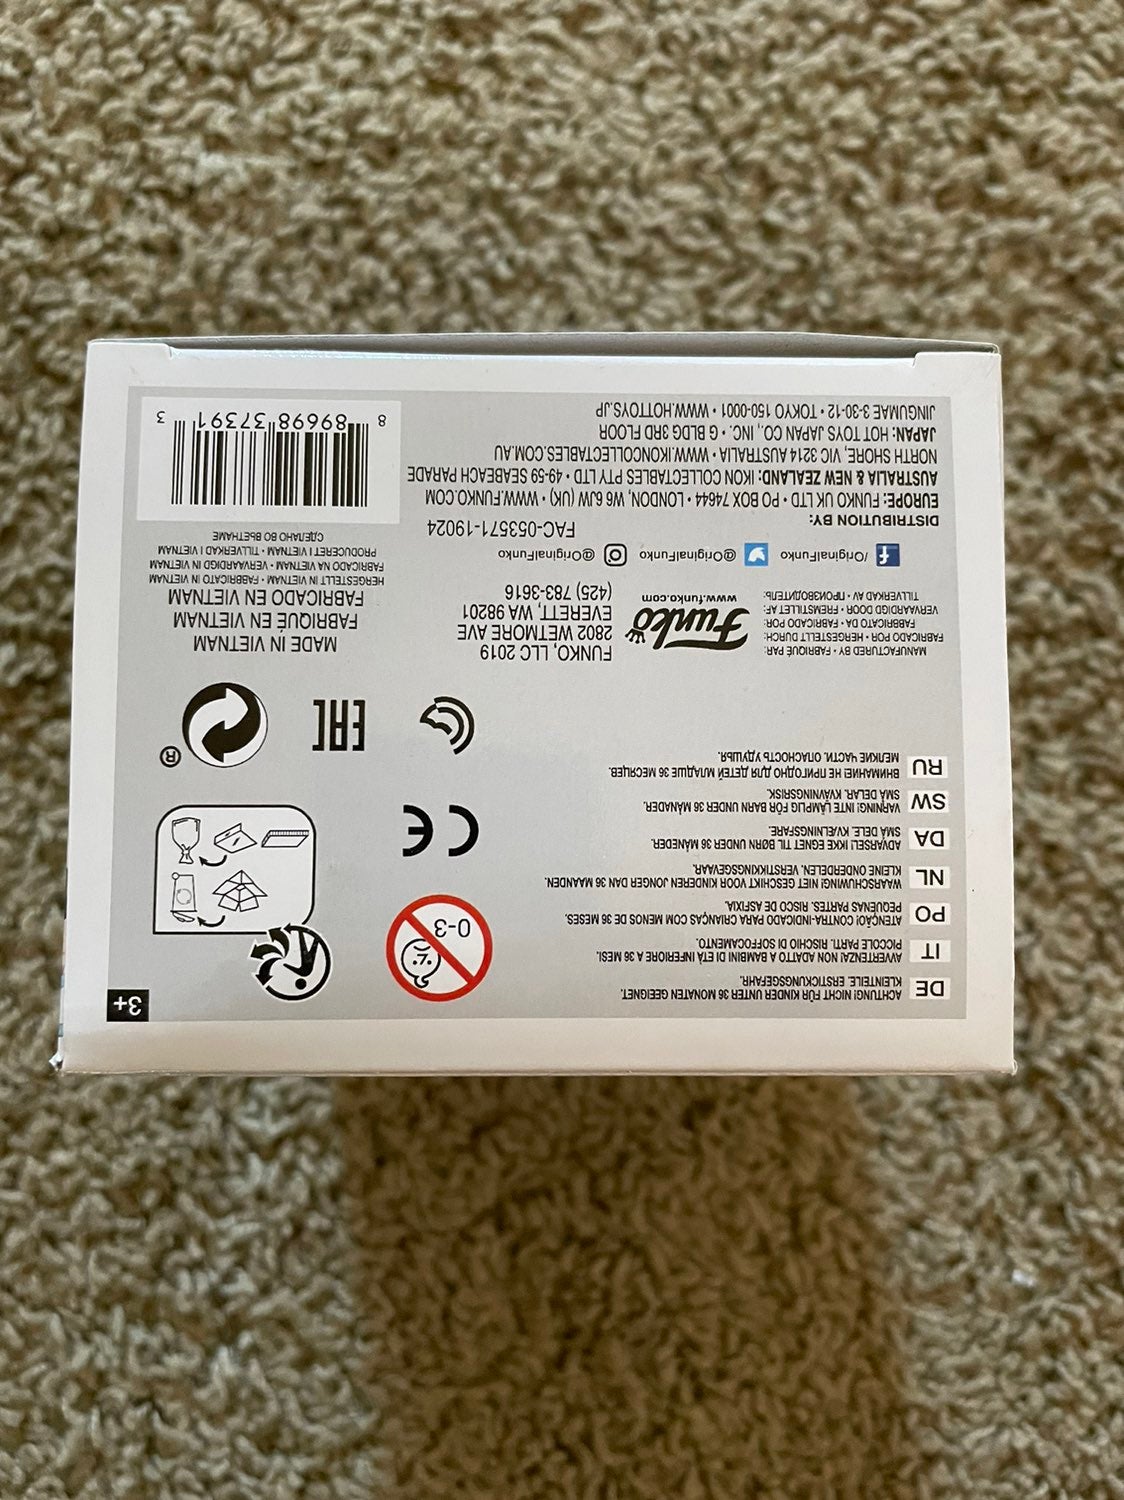 3+
DE ACHTUNG! NICHT FÜR KINDER UNTER 36 MONATEN GEEIGNET.
KLEINTEILE. ERSTICKUNGSGEFAHR.
IT AVVERTENZA! NON ADATTO A BAMBINI DI ETÀ INFERIORE A 36 MESI.
PICCOLE PARTI. RISCHIO DI SOFFOCAMENTO.
PO ATENÇÃO! CONTRA-INDICADO PARA CRIANÇAS COM MENOS DE 36 MESES.
PEQUENAS PARTES. RISCO DE ASFIXIA.
NL WAARSCHUWING! NIET GESCHIKT VOOR KINDEREN JONGER DAN 36 MAANDEN.
KLEINE ONDERDELEN. VERSTIKKINGSGEVAAR.
DA ADVARSEL! IKKE EGNET TIL BØRN UNDER 36 MÅNEDER.
SMÅ DELE. KVÆLNINGSFARE.
SW VARNING! INTE LÄMPLIG FÖR BARN UNDER 36 MÅNADER.
SMÅ DELAR. KVÄVNINGSRISK.
RU ВНИМАНИЕ! НЕ ПРИГОДНО ДЛЯ ДЕТЕЙ МЛАДШЕ 36 МЕСЯЦЕВ.
МЕЛКИЕ ЧАСТИ. ОПАСНОСТЬ УДУШЬЯ.
0-3
CE
EAC
®
MANUFACTURED BY • FABRIQUÉ PAR:
FABRICADO POR • HERGESTELLT DURCH:
FABBRICATO DA • FABRICADO POR:
VERVAARDIGD DOOR • FREMSTILLET AF:
TILLVERKAD AV • ПРОИЗВОДИТЕЛЬ:
Funko
www.funko.com
FUNKO, LLC 2019
2802 WETMORE AVE
EVERETT, WA 98201
(425) 783-3616
MADE IN VIETNAM
FABRIQUÉ EN VIETNAM
FABRICADO EN VIETNAM
HERGESTELLT IN VIETNAM • FABBRICATO IN VIETNAM
FABRICADO NA VIETNAM • VERVAARDIGD IN VIETNAM
PRODUCERET I VIETNAM • TILLVERKA I VIETNAM
СДЕЛАНО ВО ВЬЕТНАМЕ
/OriginalFunko @OriginalFunko @OriginalFunko
FAC-053571-19024
DISTRIBUTION BY:
EUROPE: FUNKO UK LTD • PO BOX 74644 • LONDON, W6 6JW (UK) • WWW.FUNKO.COM
AUSTRALIA & NEW ZEALAND: IKON COLLECTABLES PTY LTD • 49-59 SEABEACH PARADE
NORTH SHORE, VIC 3214 AUSTRALIA • WWW.IKONCOLLECTABLES.COM.AU
JAPAN: HOT TOYS JAPAN CO., INC. • G BLDG 3RD FLOOR
JINGUMAE 3-30-12 • TOKYO 150-0001 • WWW.HOTTOYS.JP
8 89698 37391 3